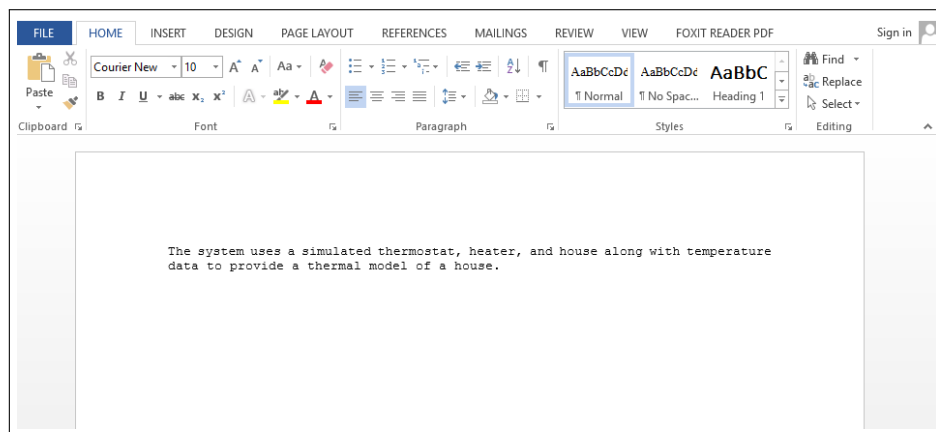 FILE HOME INSERT DESIGN PAGE LAYOUT REFERENCES MAILINGS REVIEW VIEW FOXIT READER PDF Sign in
Courier New 10 Aa Find
Paste AaBbCcDd AaBbCcDd AaBbC Replace
B I U abc X₂ X² A aby A ¶ Normal ¶ No Spac... Heading 1 Select
Clipboard Font Paragraph Styles Editing
The system uses a simulated thermostat, heater, and house along with temperature
data to provide a thermal model of a house.